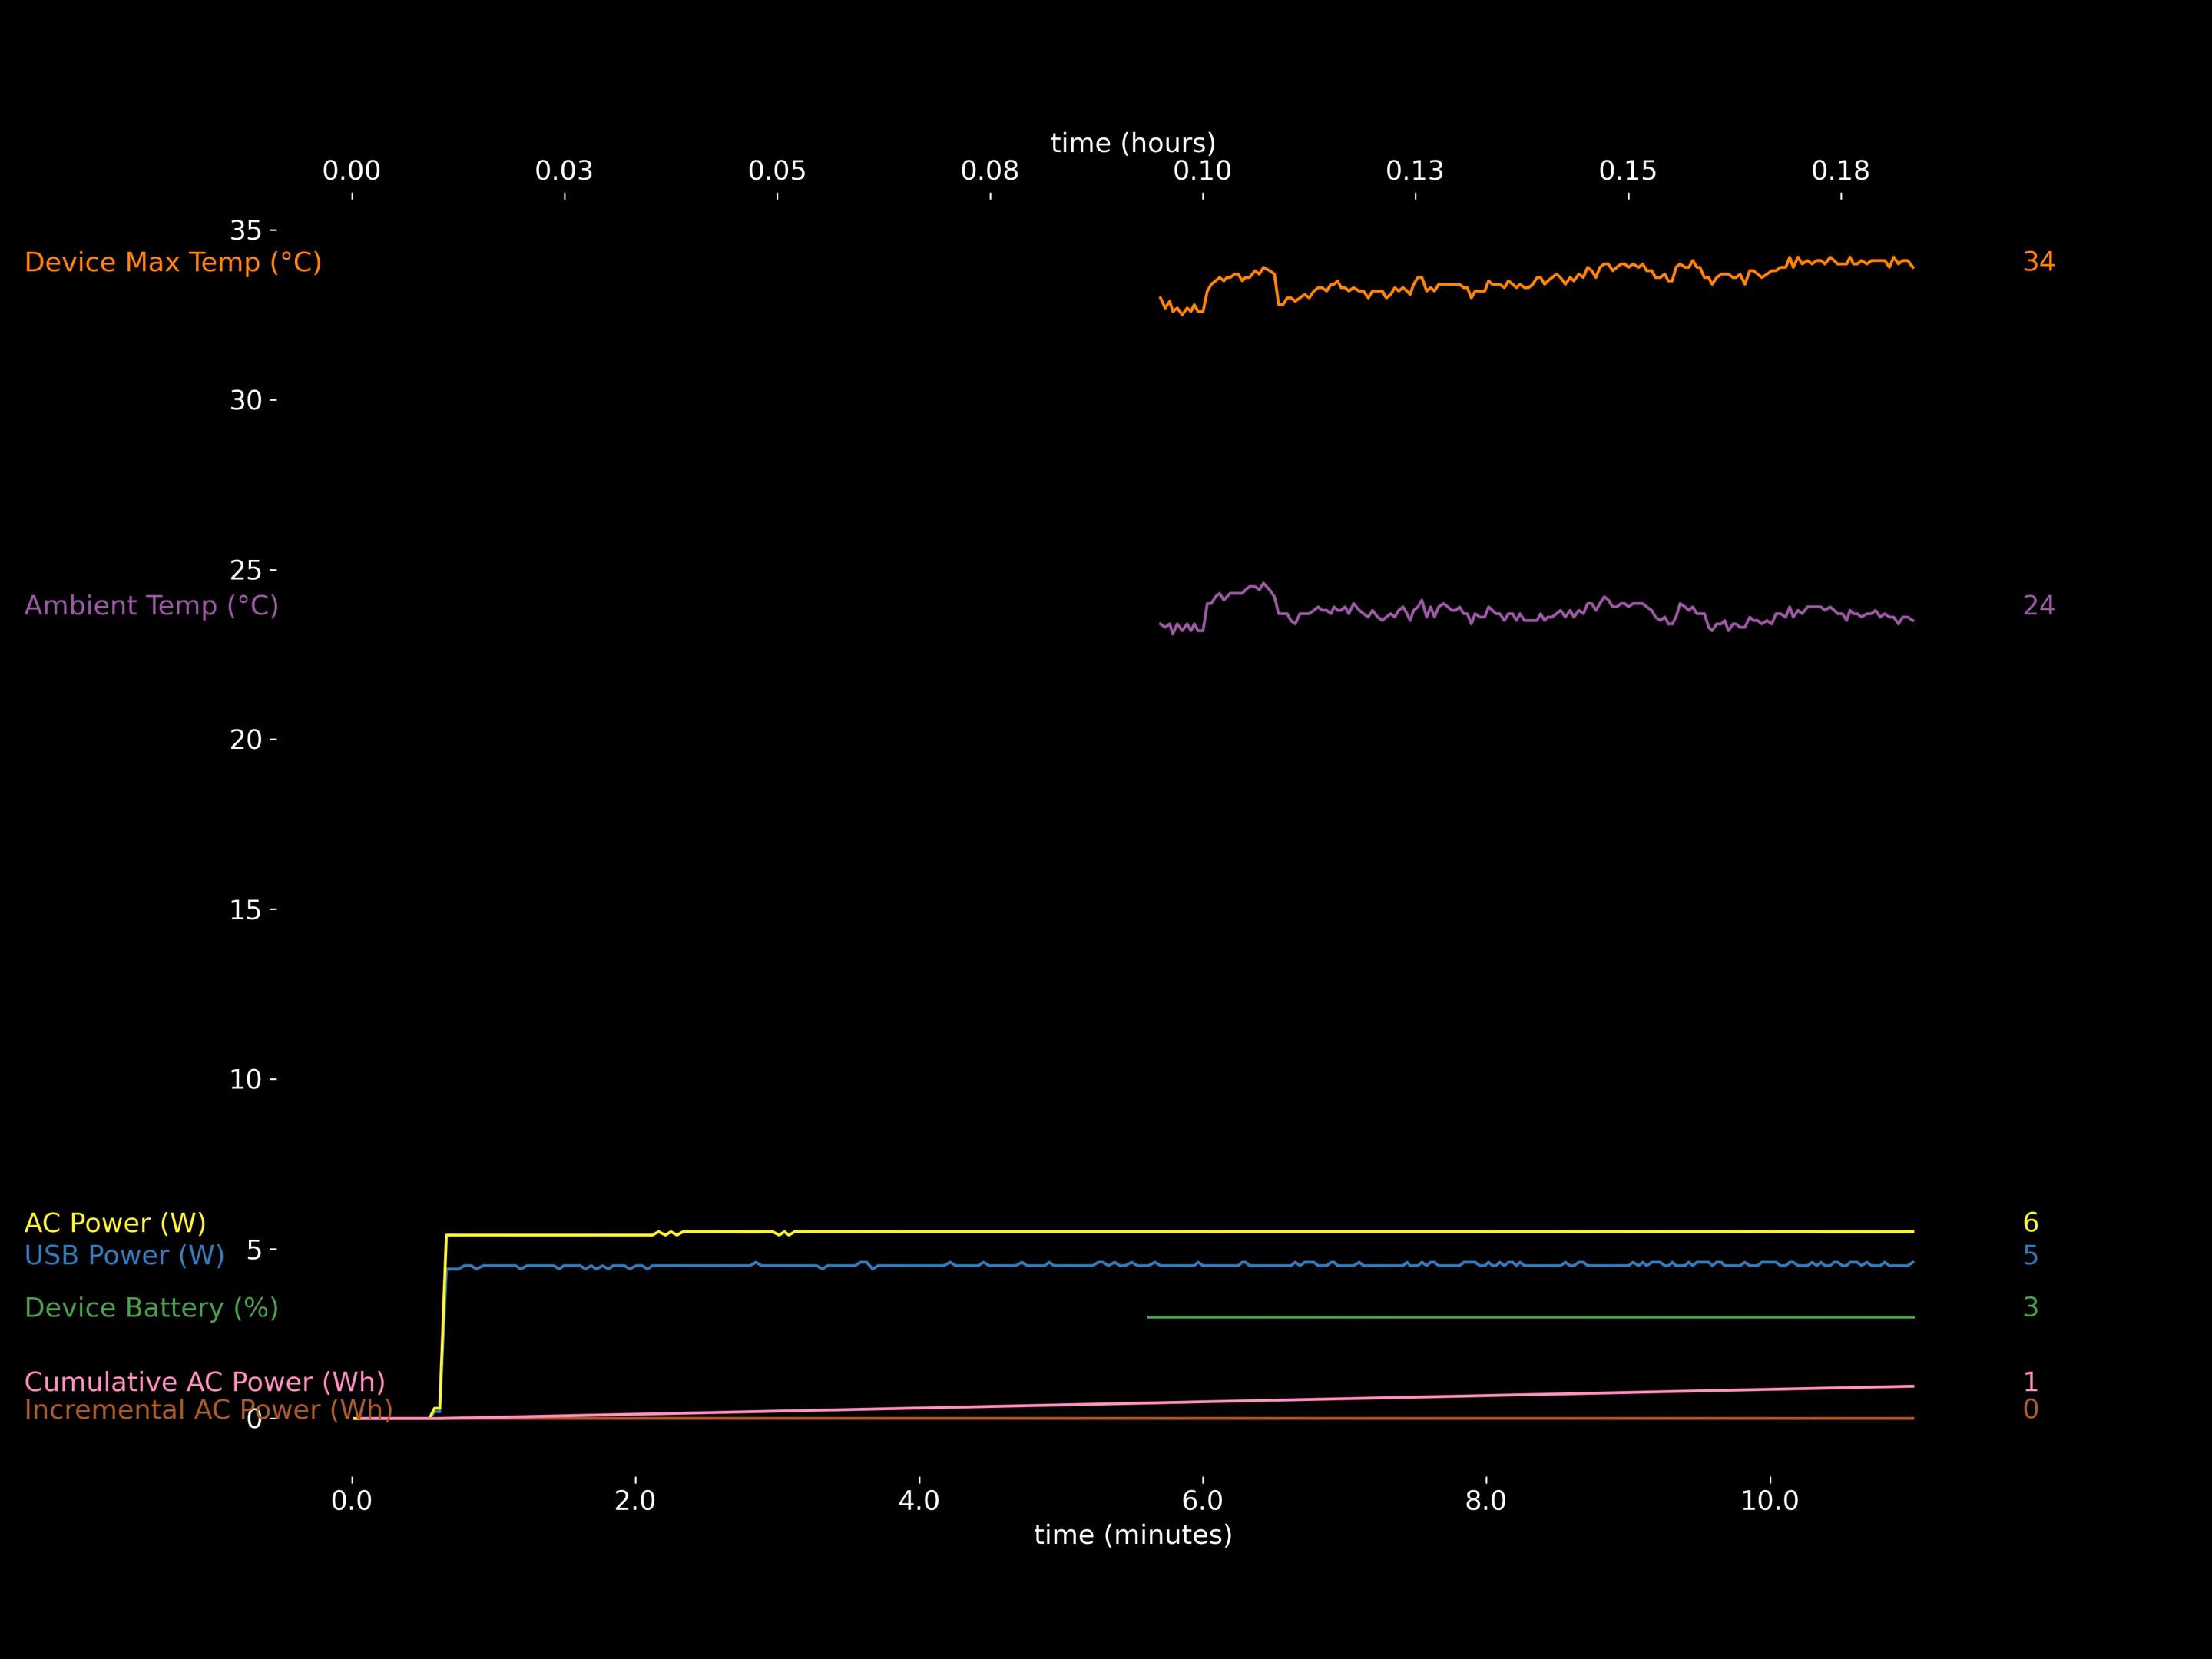 time (hours)
0.00 0.03 0.05 0.08 0.10 0.13 0.15 0.18
35
Device Max Temp (°C) 34
30
25
Ambient Temp (°C) 24
20
15
10
AC Power (W) 6
USB Power (W) 5 5
Device Battery (%) 3
Cumulative AC Power (Wh) 1
Incremental AC Power (Wh) 0
0
0.0 2.0 4.0 6.0 8.0 10.0
time (minutes)